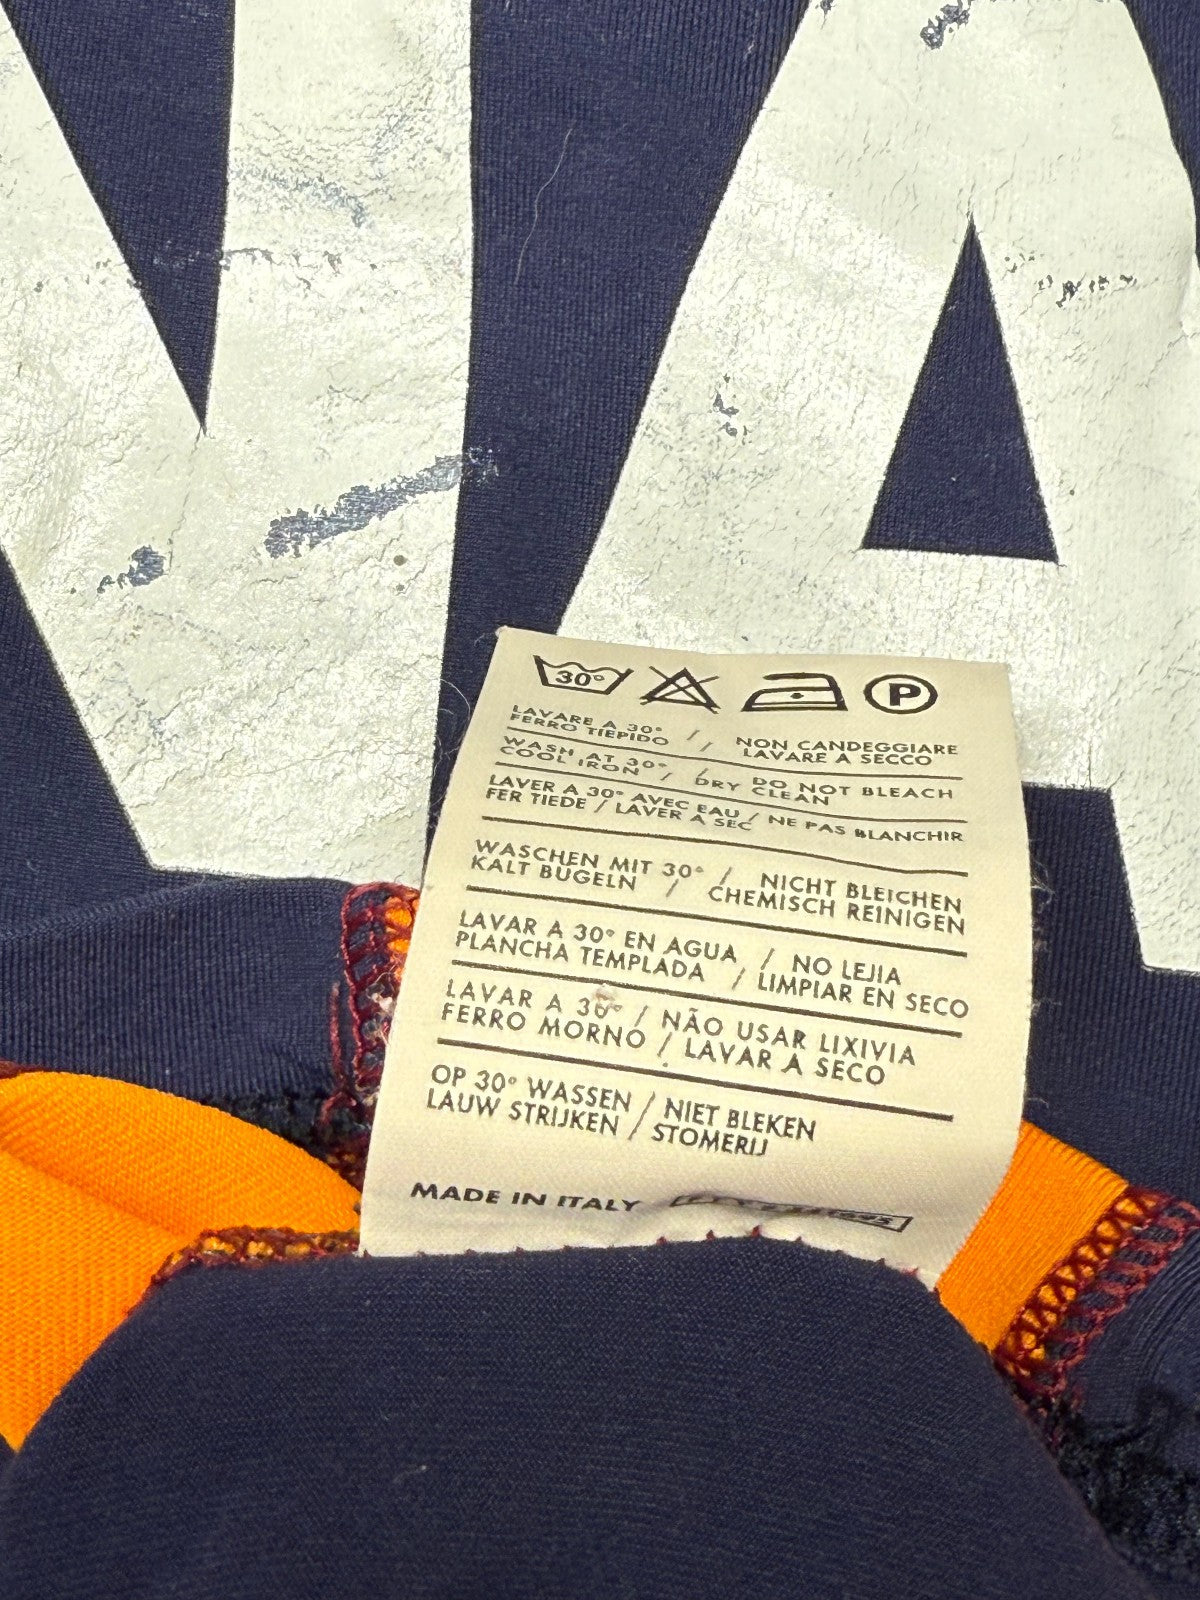 NA
30° P
LAVARE A 30° / NON CANDEGGIARE
FERRO TIEPIDO / LAVARE A SECCO
WASH AT 30° / DO NOT BLEACH
COOL IRON / DRY CLEAN
LAVER A 30° AVEC EAU / NE PAS BLANCHIR
FER TIEDE / LAVER A SEC
WASCHEN MIT 30° / NICHT BLEICHEN
KALT BUGELN / CHEMISCH REINIGEN
LAVAR A 30° EN AGUA / NO LEJIA
PLANCHA TEMPLADA / LIMPIAR EN SECO
LAVAR A 30° / NÃO USAR LIXIVIA
FERRO MORNO / LAVAR A SECO
OP 30° WASSEN / NIET BLEKEN
LAUW STRIJKEN / STOMERIJ
MADE IN ITALY